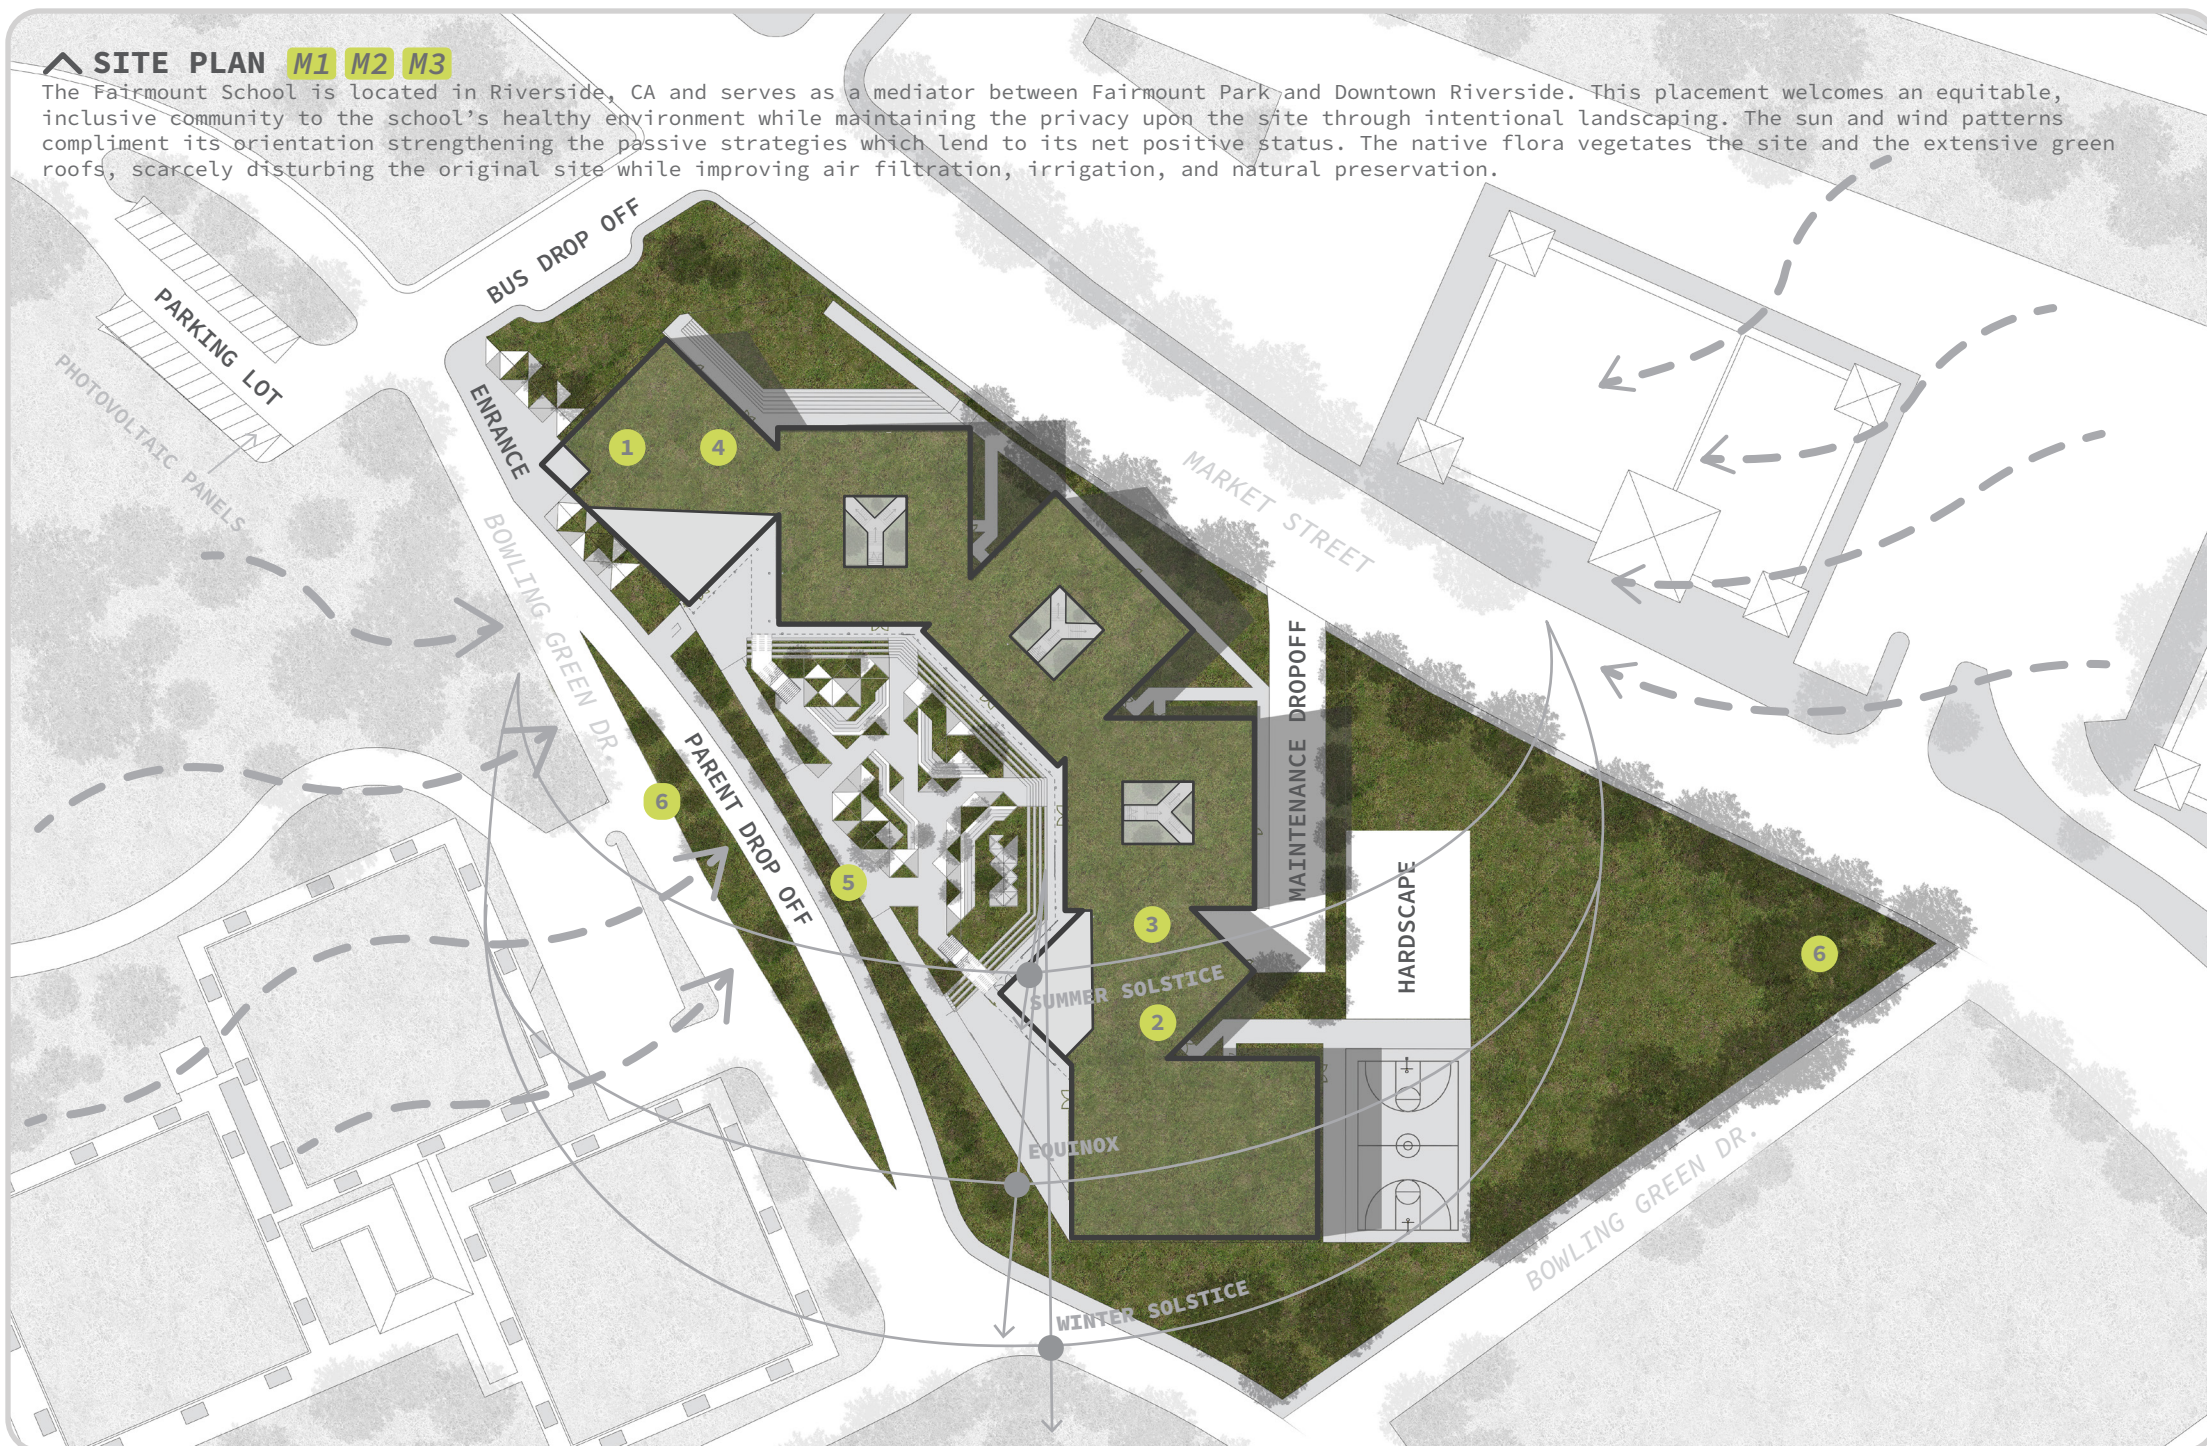 SITE PLAN M1 M2 M3
The Fairmount School is located in Riverside, CA and serves as a mediator between Fairmount Park and Downtown Riverside. This placement welcomes an equitable,
inclusive community to the school's healthy environment while maintaining the privacy upon the site through intentional landscaping. The sun and wind patterns
compliment its orientation strengthening the passive strategies which lend to its net positive status. The native flora vegetates the site and the extensive green
roofs, scarcely disturbing the original site while improving air filtration, irrigation, and natural preservation.
BUS DROP OFF
PARKING LOT
PHOTOVOLTAIC PANELS
ENRANCE
1
4
MARKET STREET
BOWLING GREEN DR.
MAINTENANCE DROPOFF
PARENT DROP OFF
6
5
HARDSCAPE
3
6
SUMMER SOLSTICE
2
EQUINOX
BOWLING GREEN DR.
WINTER SOLSTICE